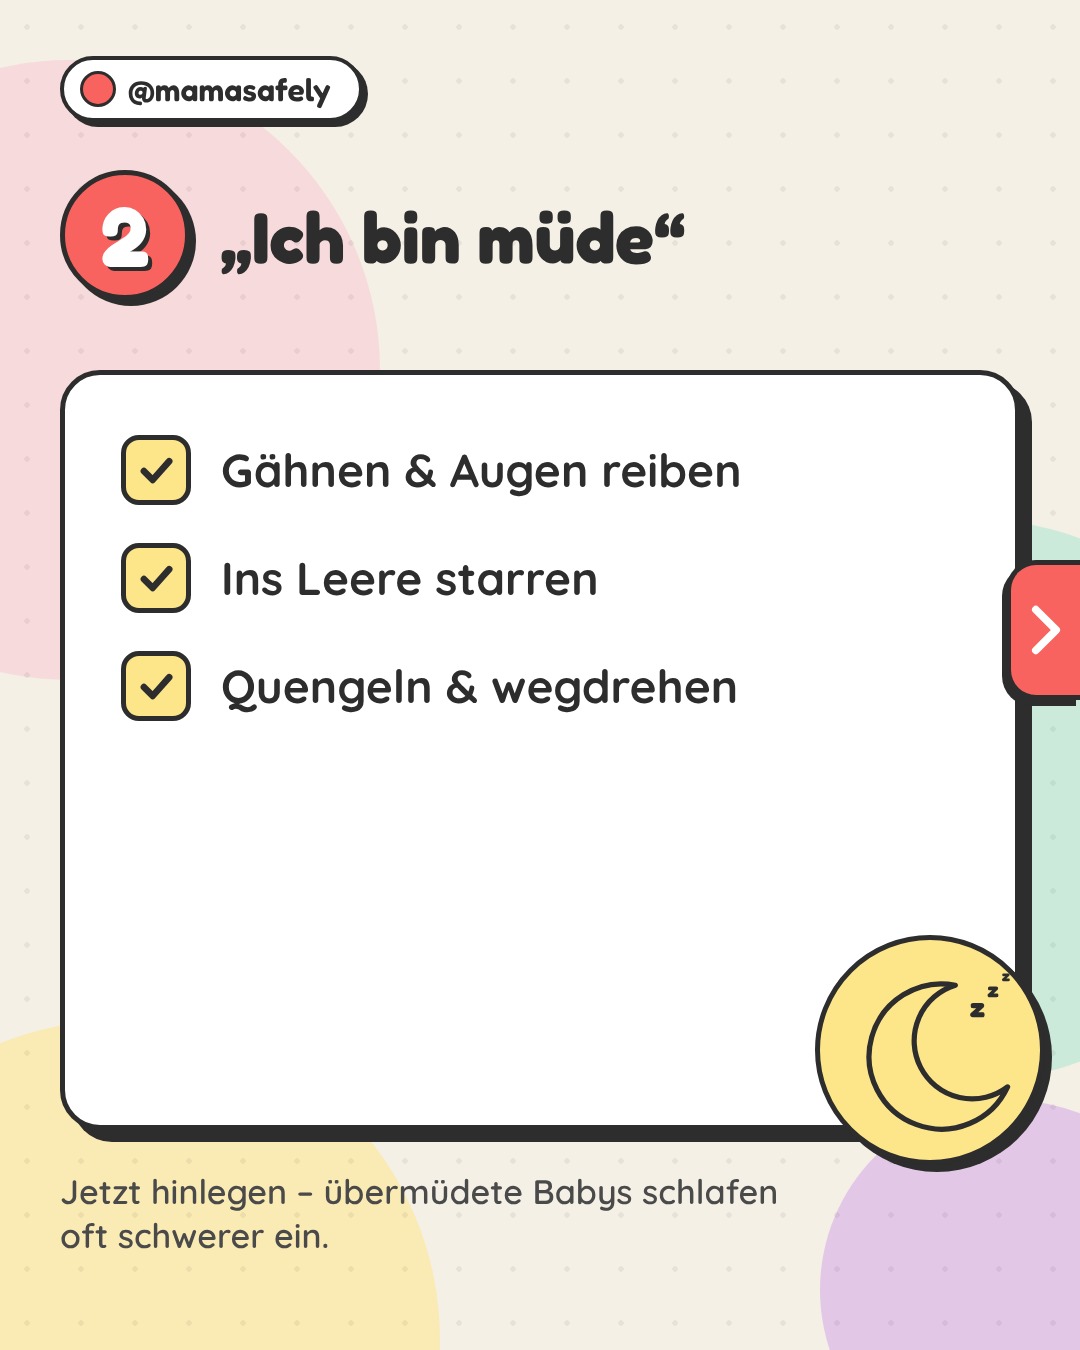 @mamasafely
2 „Ich bin müde“
Gähnen & Augen reiben
Ins Leere starren
Quengeln & wegdrehen
z z z
Jetzt hinlegen – übermüdete Babys schlafen
oft schwerer ein.